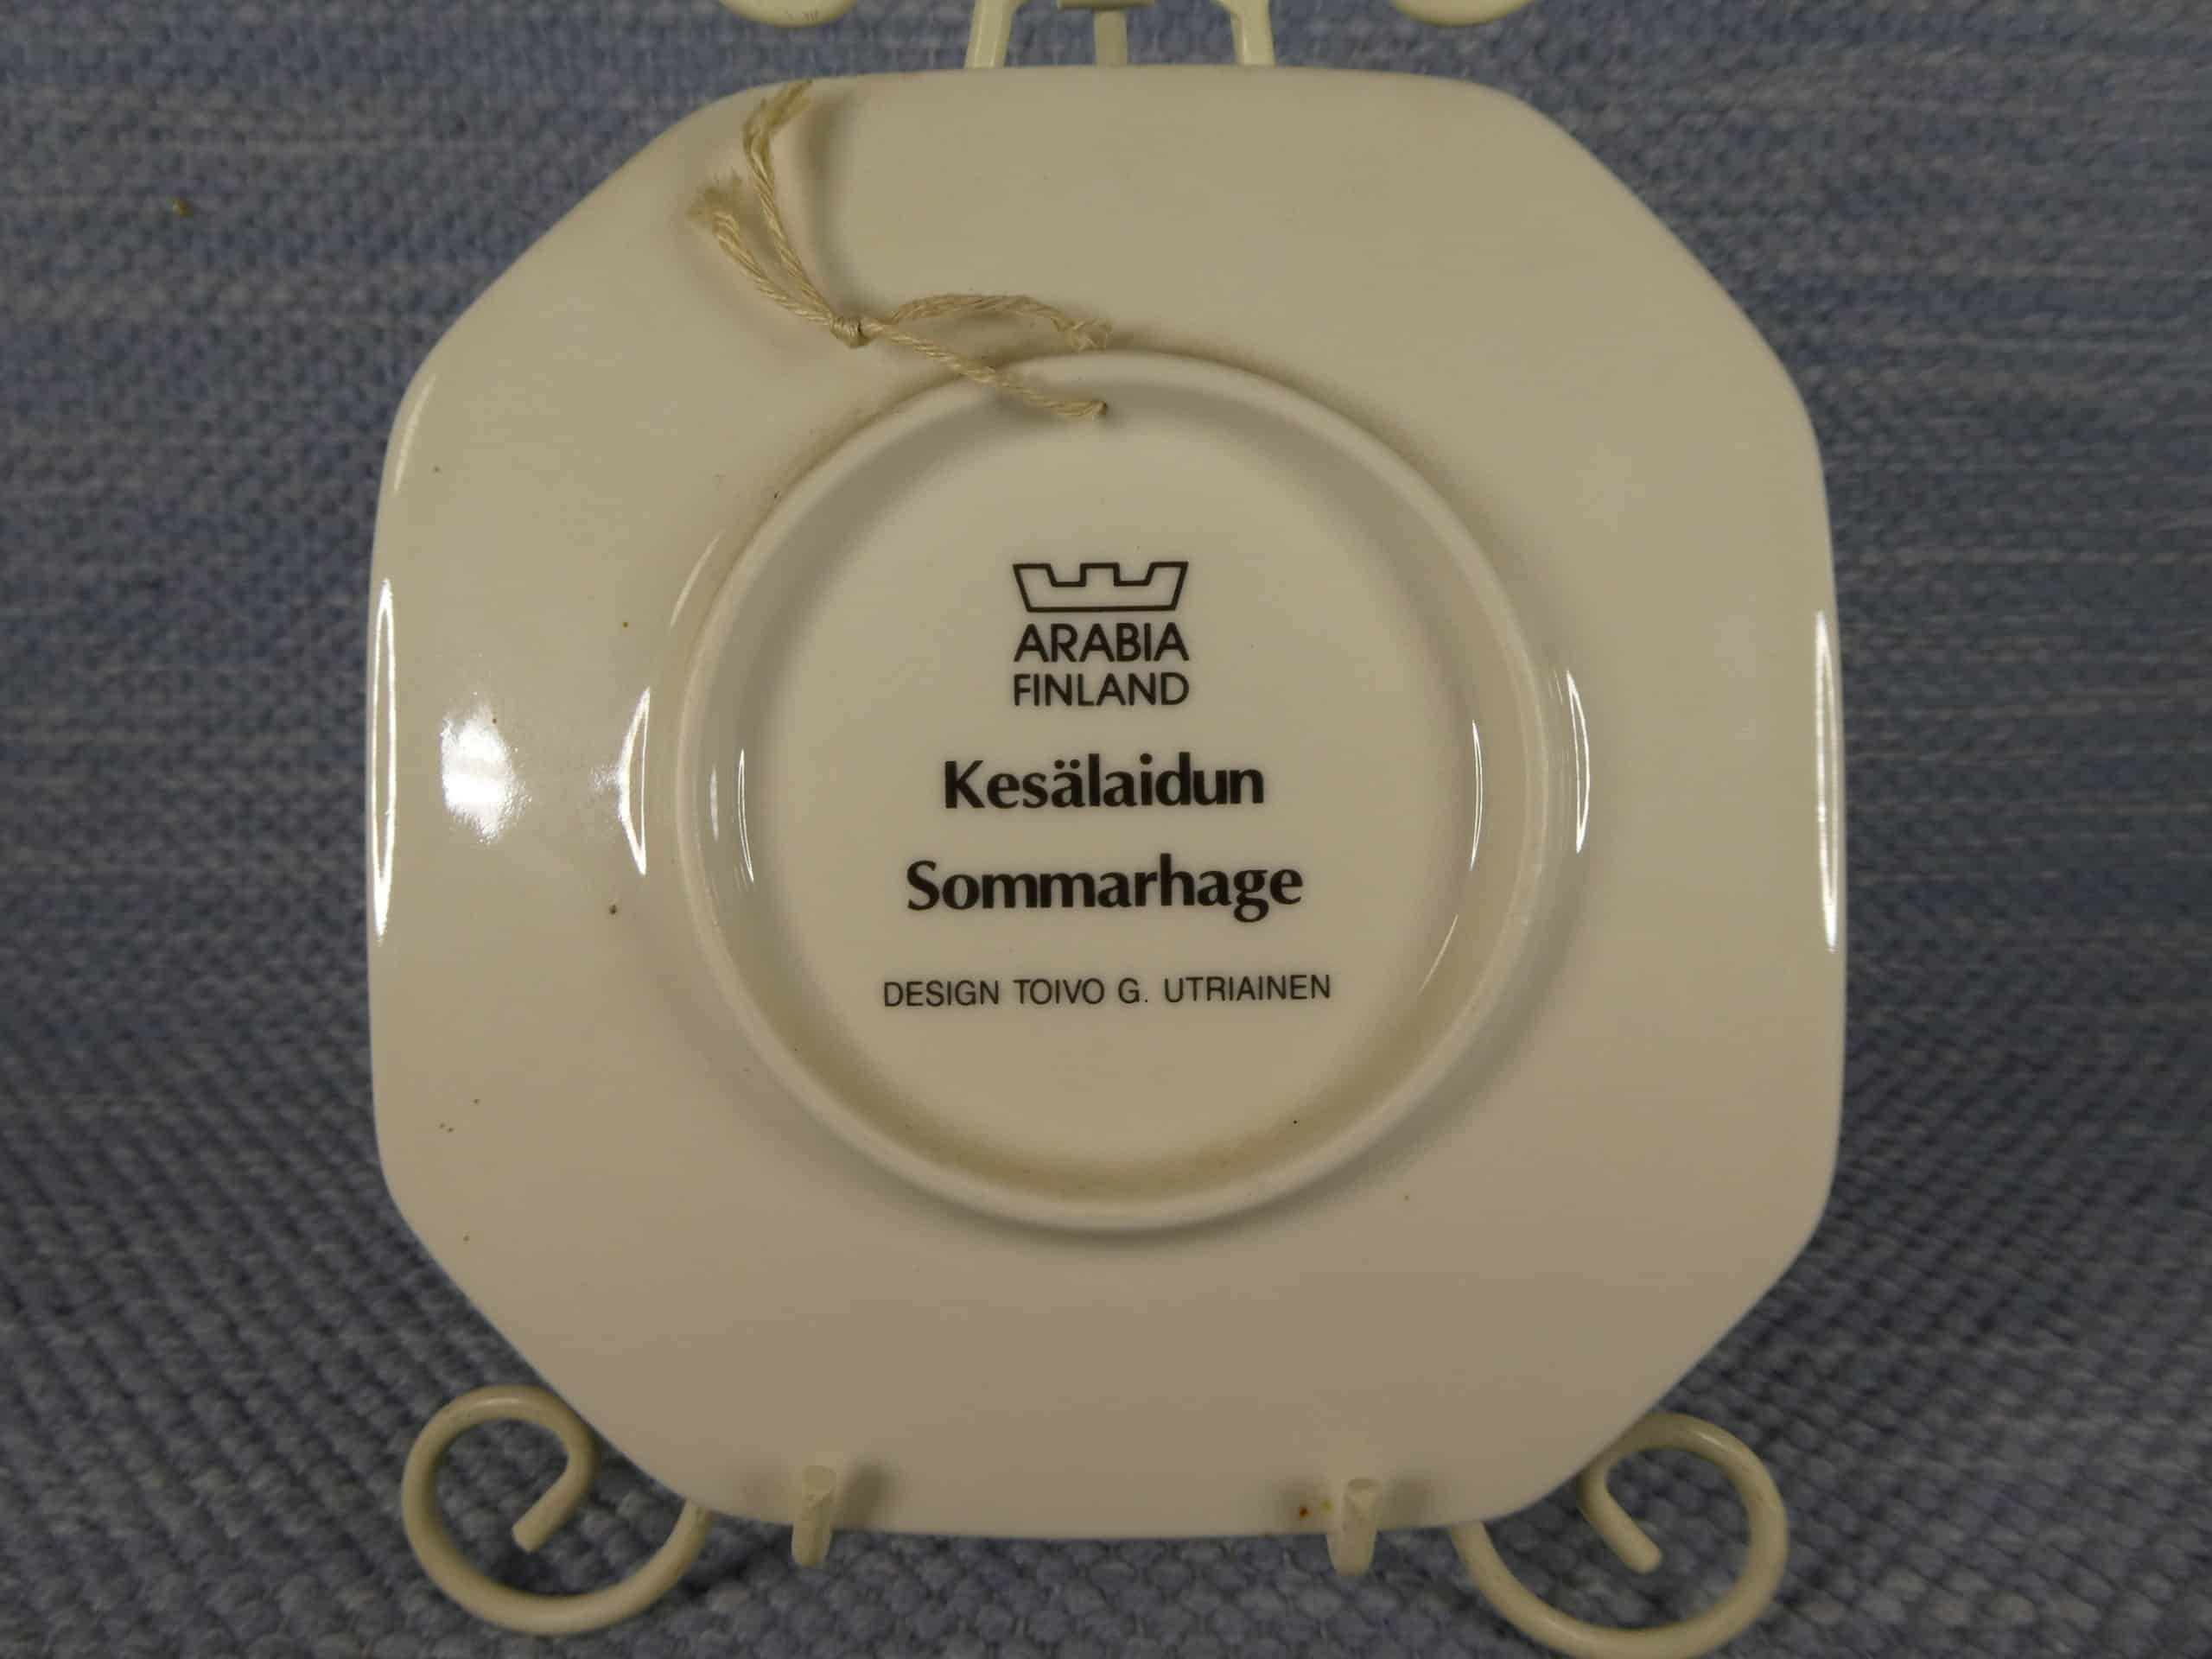 ARABIA
FINLAND
Kesälaidun
Sommarhage
DESIGN TOIVO G. UTRIAINEN